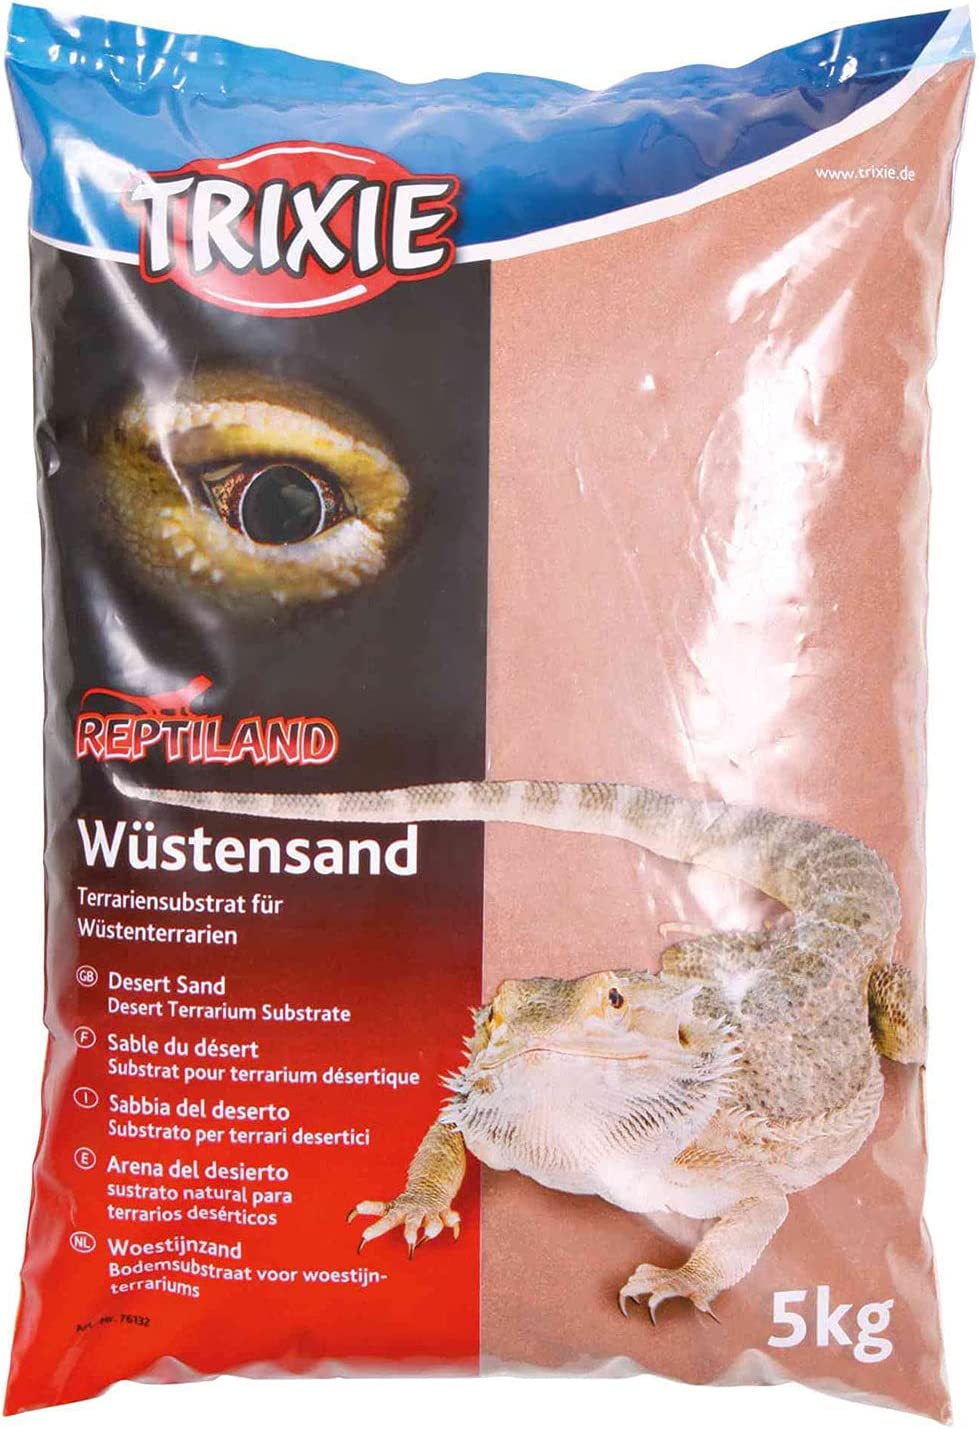 TRIXIE
www.trixie.de
REPTILAND
Wüstensand
Terrariensubstrat für
Wüstenterrarien
GB Desert Sand
Desert Terrarium Substrate
F Sable du désert
Substrat pour terrarium désertique
I Sabbia del deserto
Substrato per terrari desertici
E Arena del desierto
sustrato natural para
terrarios desérticos
NL Woestijnzand
Bodemsubstraat voor woestijn-
terrariums
Art.-Nr. 76132
5kg